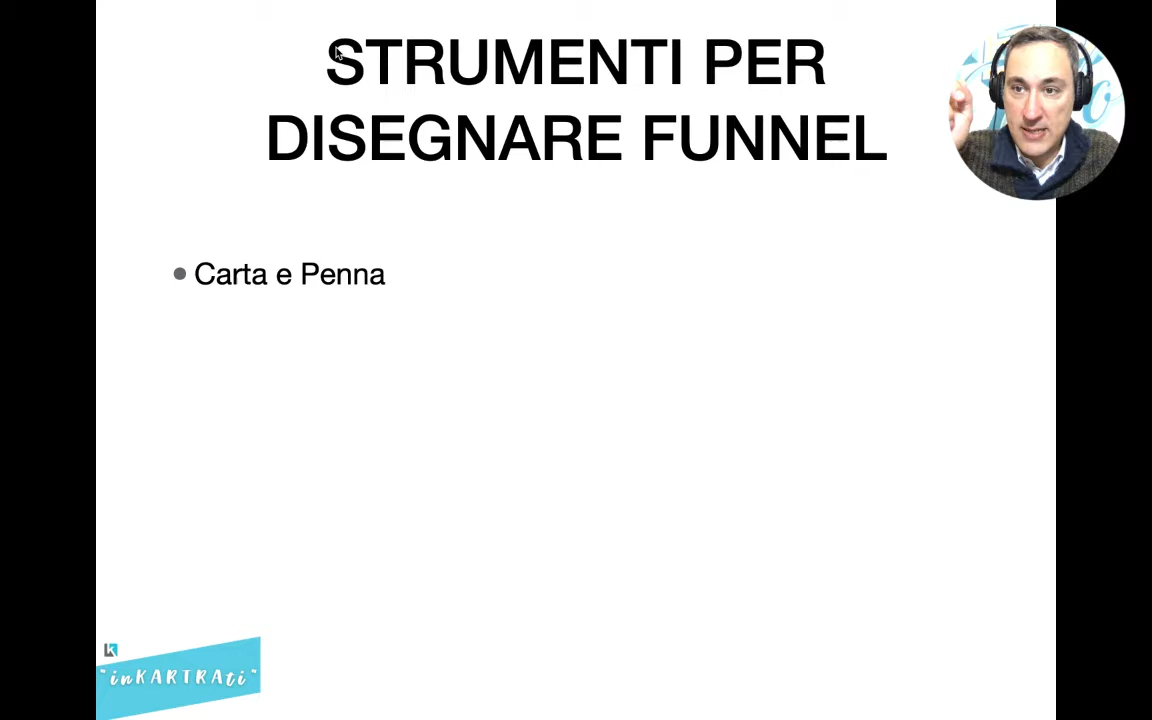 STRUMENTI PER
DISEGNARE FUNNEL
Carta e Penna
"inKARTRAti"